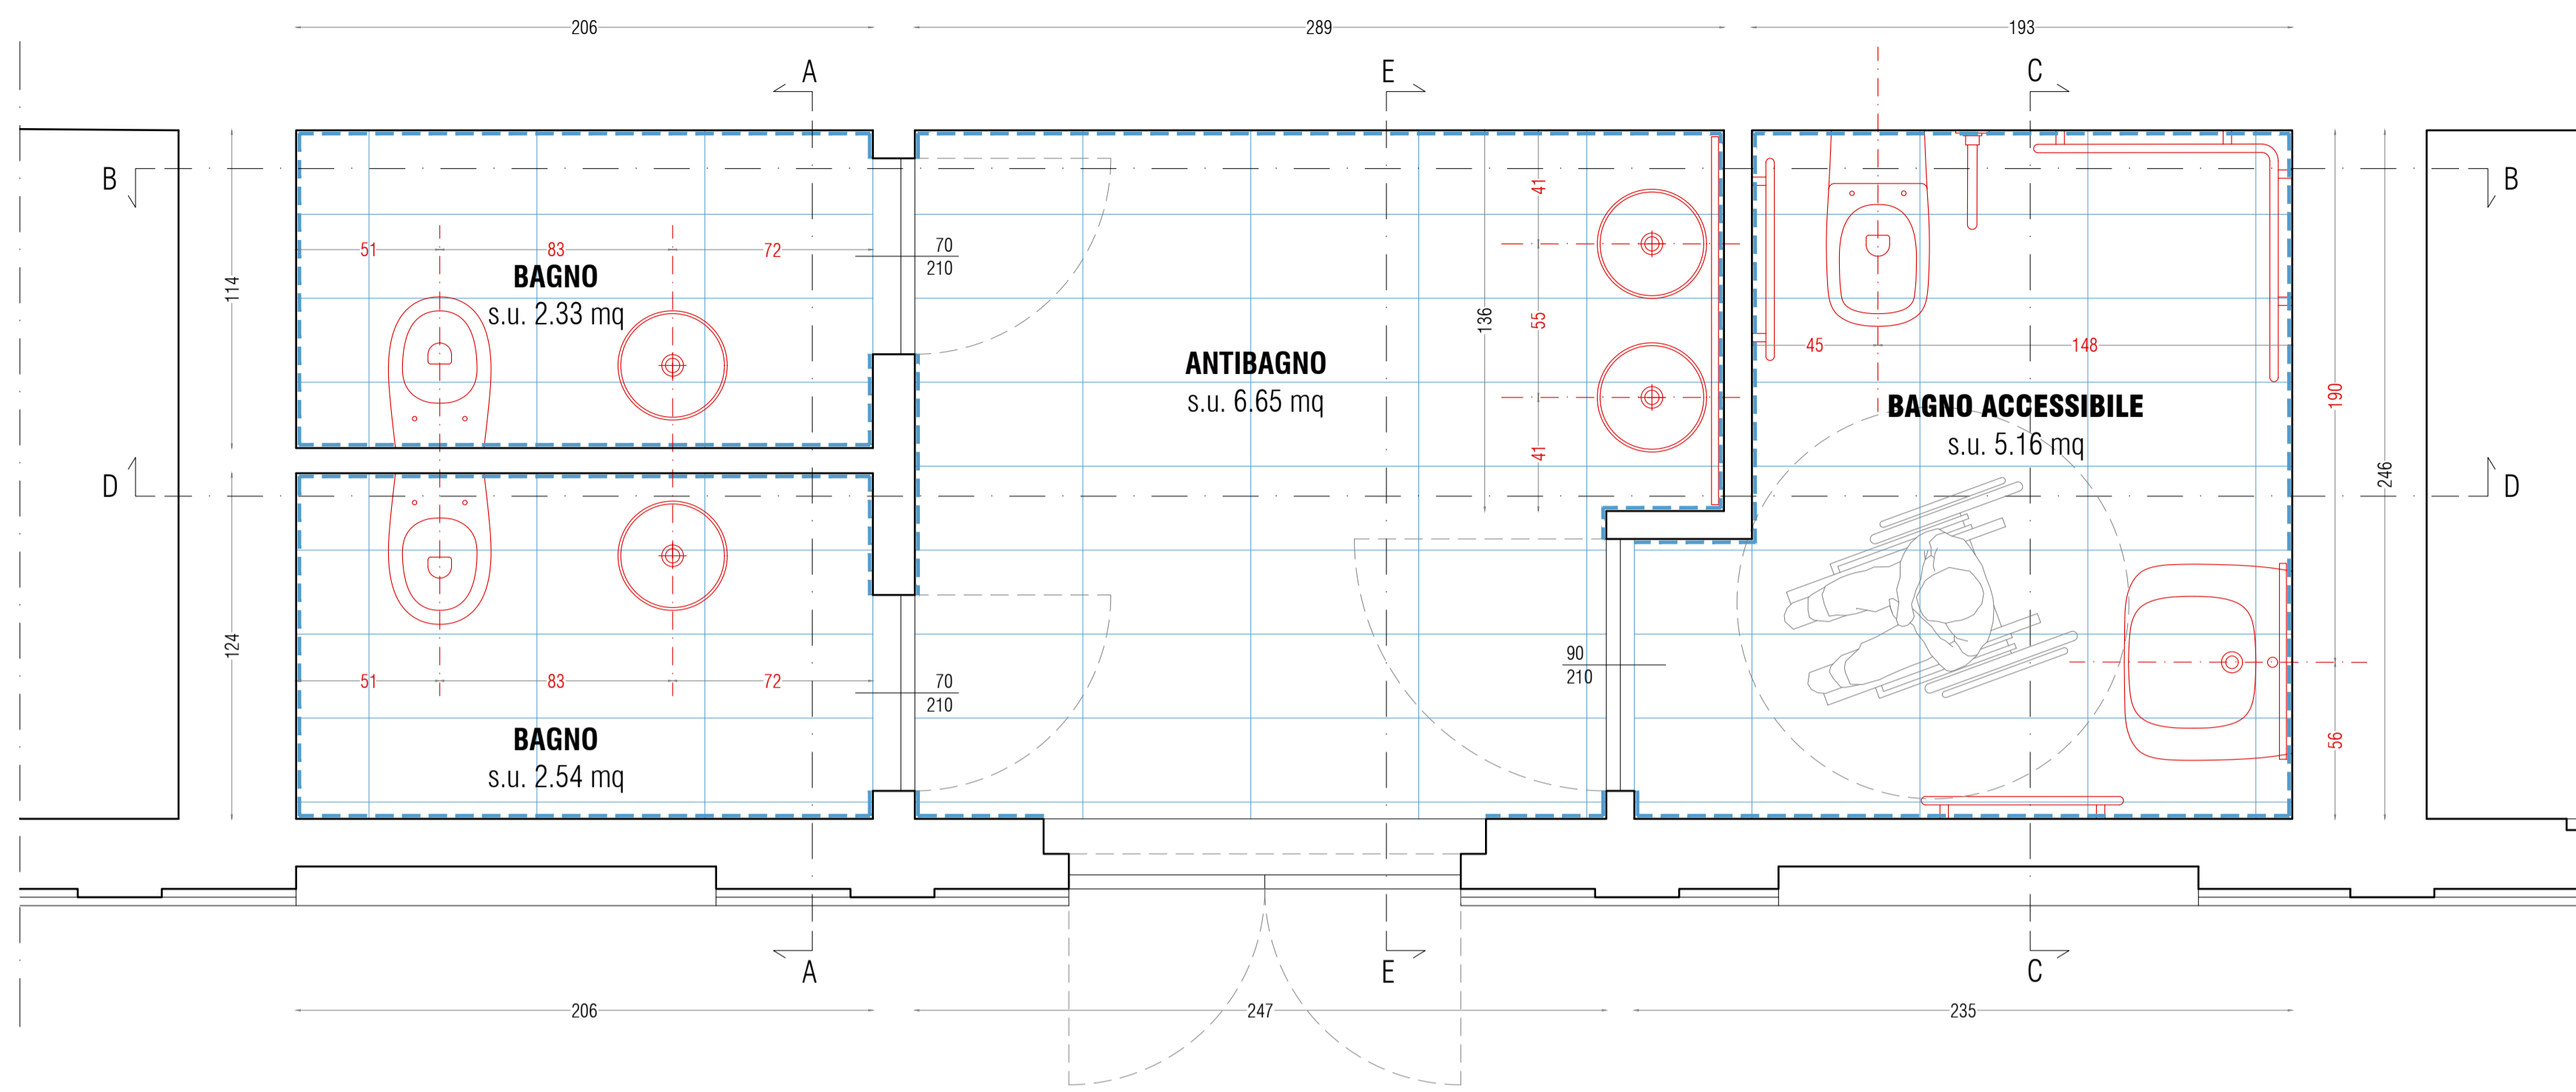 206
289
193
A
E
C
B
B
51
83
72
70
210
41
114
BAGNO
s.u. 2.33 mq
136
55
ANTIBAGNO
s.u. 6.65 mq
45
148
190
BAGNO ACCESSIBILE
s.u. 5.16 mq
41
246
D
D
124
51
83
72
70
210
90
210
BAGNO
s.u. 2.54 mq
56
A
E
C
206
247
235